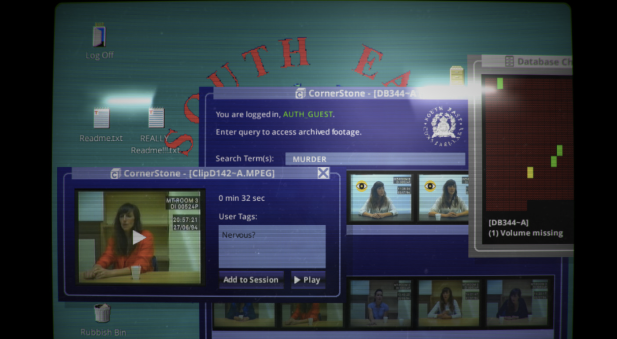 Log Off
SOUTH EA
Readme.txt
REALLY
Readme!!!.txt
Rubbish Bin
CornerStone - [DB344~A
You are logged in, AUTH_GUEST.
Enter query to access archived footage.
Search Term(s):
MURDER
CornerStone - [ClipD142~A.MPEG]
0 min 32 sec
User Tags:
Nervous?
Add to Session
Play
Database Ch
[DB344~A]
(1) Volume missing